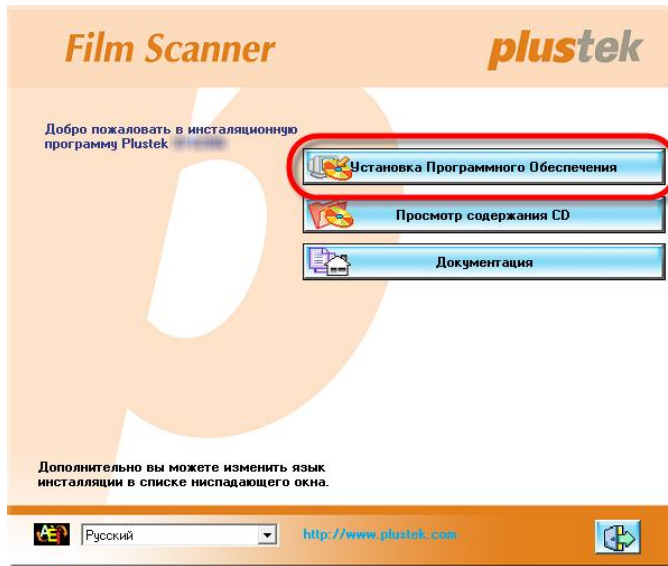 Film Scanner
plustek
Добро пожаловать в инсталяционную
программу Plustek
Установка Программного Обеспечения
Просмотр содержания CD
Документация
Дополнительно вы можете изменить язык
инсталляции в списке ниспадающего окна.
Русский
http://www.plustek.com